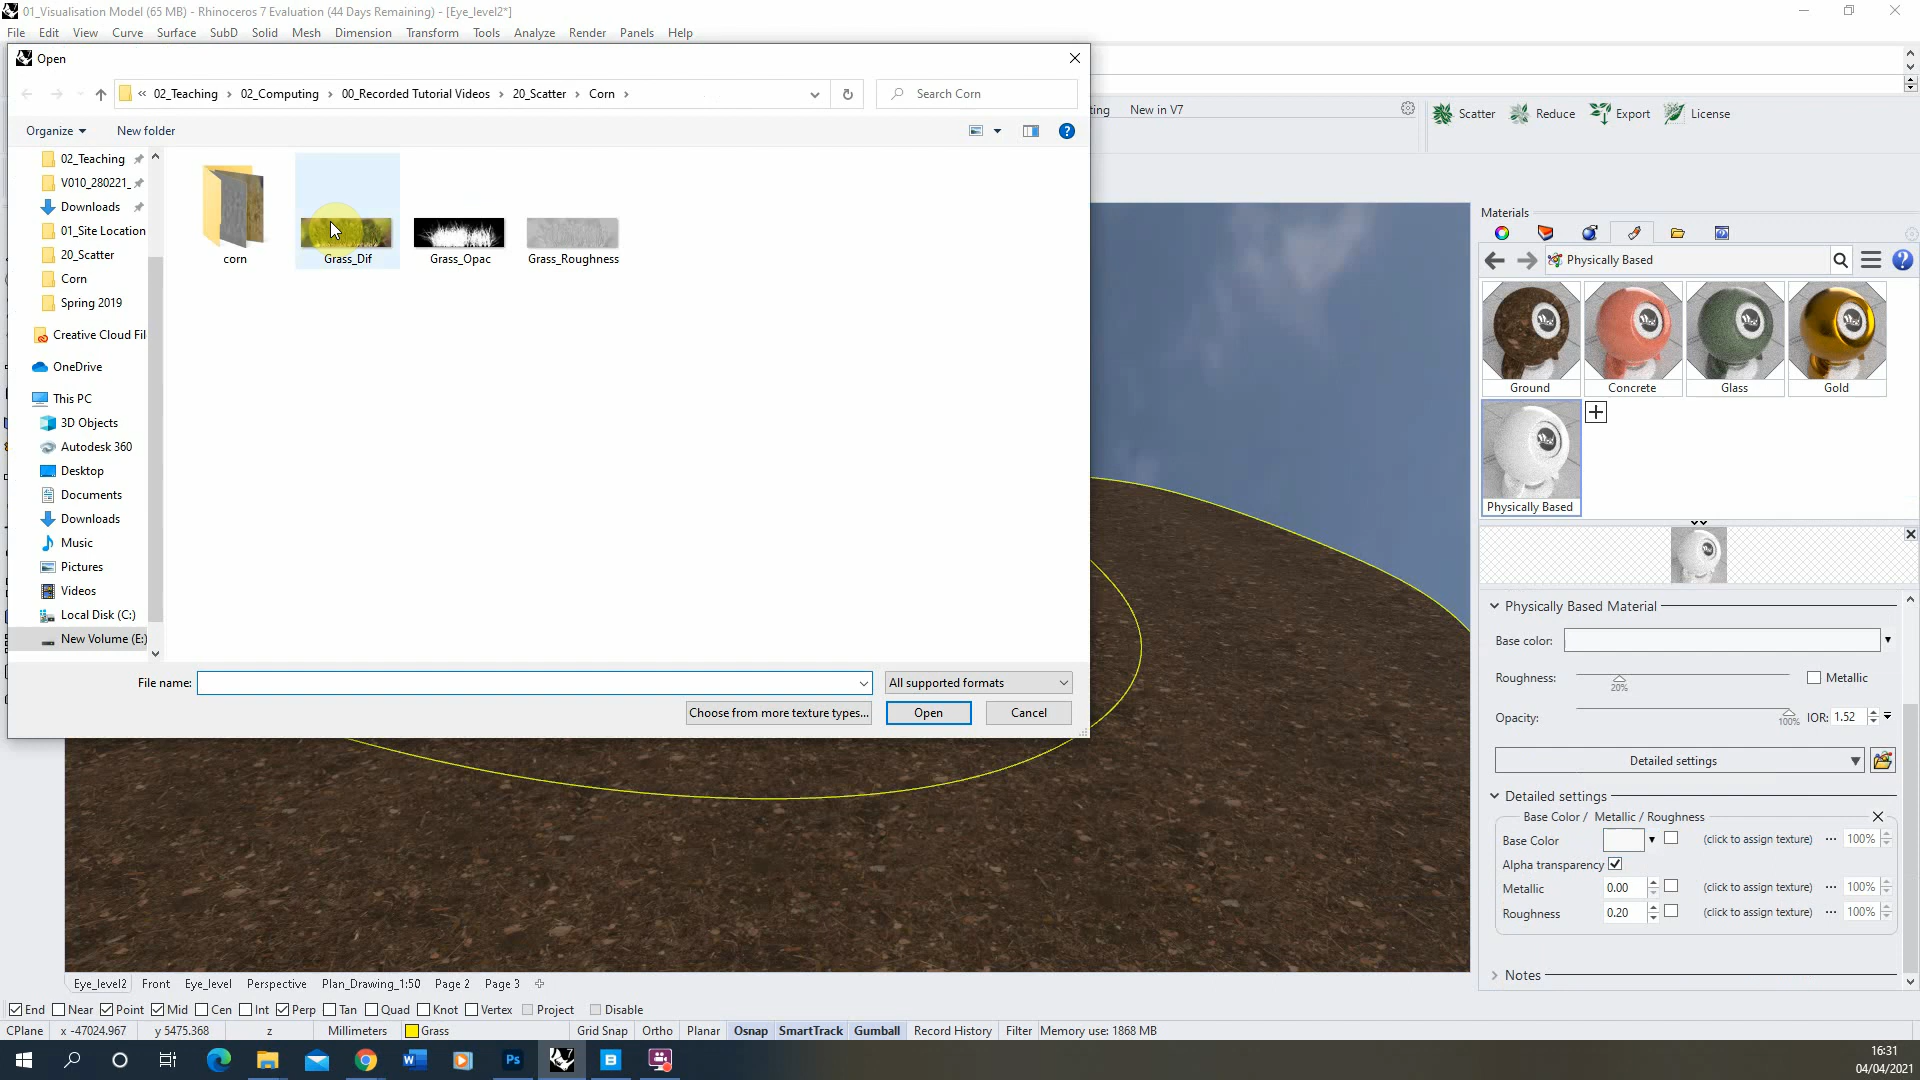 01_Visualisation Model (65 MB) - Rhinoceros 7 Evaluation (44 Days Remaining) - [Eye_level2*]
File Edit View Curve Surface SubD Solid Mesh Dimension Transform Tools Analyze Render Panels Help
Open
« 02_Teaching › 02_Computing › 00_Recorded Tutorial Videos › 20_Scatter › Corn ›
Search Corn
ting New in V7
Scatter Reduce Export License
Organize New folder
02_Teaching
V010_280221_
Downloads
01_Site Location
20_Scatter
Corn
Spring 2019
Creative Cloud Fil
OneDrive
This PC
3D Objects
Autodesk 360
Desktop
Documents
Downloads
Music
Pictures
Videos
Local Disk (C:)
New Volume (E:)
corn Grass_Dif Grass_Opac Grass_Roughness
File name: All supported formats
Choose from more texture types... Open Cancel
Materials
Physically Based
Ground Concrete Glass Gold
Physically Based
Physically Based Material
Base color:
Roughness: 20% Metallic
Opacity: 100% IOR: 1.52
Detailed settings
Detailed settings
Base Color / Metallic / Roughness
Base Color (click to assign texture) ··· 100%
Alpha transparency
Metallic 0.00 (click to assign texture) ··· 100%
Roughness 0.20 (click to assign texture) ··· 100%
Notes
Eye_level2 Front Eye_level Perspective Plan_Drawing_1:50 Page 2 Page 3
End Near Point Mid Cen Int Perp Tan Quad Knot Vertex Project Disable
CPlane x -47024.967 y 5475.368 z Millimeters Grass Grid Snap Ortho Planar Osnap SmartTrack Gumball Record History Filter Memory use: 1868 MB
16:31
04/04/2021